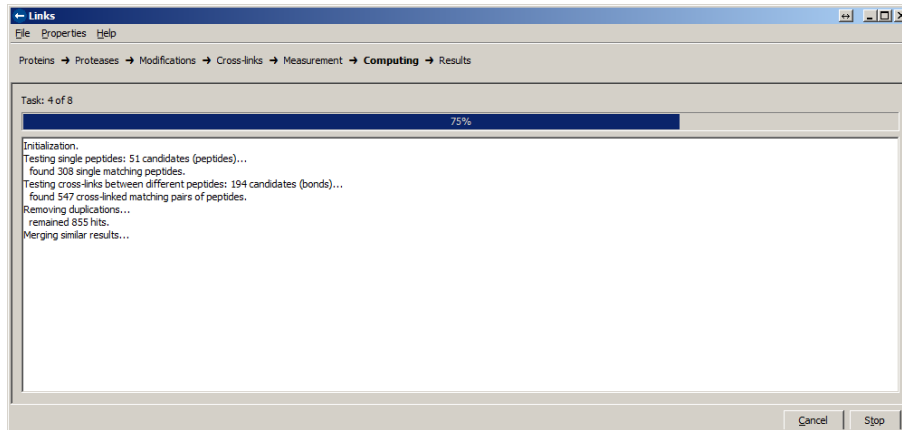 Links
File Properties Help
Proteins → Proteases → Modifications → Cross-links → Measurement → Computing → Results
Task: 4 of 8
75%
Initialization.
Testing single peptides: 51 candidates (peptides)...
found 308 single matching peptides.
Testing cross-links between different peptides: 194 candidates (bonds)...
found 547 cross-linked matching pairs of peptides.
Removing duplications...
remained 855 hits.
Merging similar results...
Cancel Stop